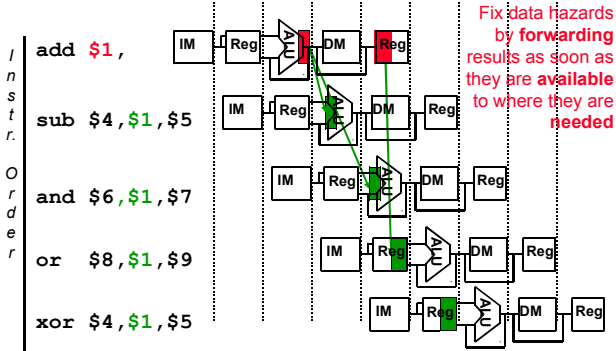 Fix data hazards
by forwarding
results as soon as
they are available
to where they are
needed
Instr. Order
add $1,
IM Reg ALU DM Reg
sub $4,$1,$5
IM Reg ALU DM Reg
and $6,$1,$7
IM Reg ALU DM Reg
or $8,$1,$9
IM Reg ALU DM Reg
xor $4,$1,$5
IM Reg ALU DM Reg